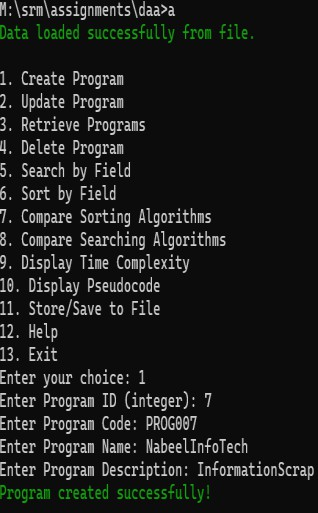 M:\srm\assignments\daa>a
Data loaded successfully from file.
1. Create Program
2. Update Program
3. Retrieve Programs
4. Delete Program
5. Search by Field
6. Sort by Field
7. Compare Sorting Algorithms
8. Compare Searching Algorithms
9. Display Time Complexity
10. Display Pseudocode
11. Store/Save to File
12. Help
13. Exit
Enter your choice: 1
Enter Program ID (integer): 7
Enter Program Code: PROG007
Enter Program Name: NabeelInfoTech
Enter Program Description: InformationScrap
Program created successfully!